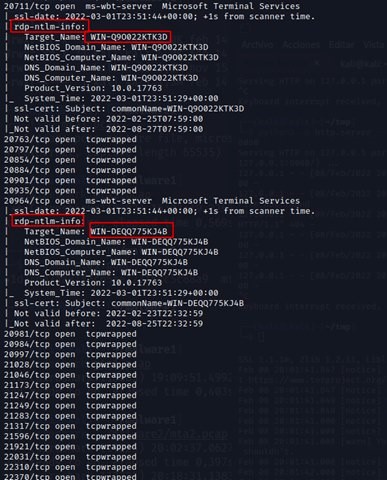 20711/tcp open  ms-wbt-server  Microsoft Terminal Services
|_ssl-date: 2022-03-01T23:51:44+00:00; +1s from scanner time.
| rdp-ntlm-info:
|   Target_Name: WIN-Q9O022KTK3D
|   NetBIOS_Domain_Name: WIN-Q9O022KTK3D
|   NetBIOS_Computer_Name: WIN-Q9O022KTK3D
|   DNS_Domain_Name: WIN-Q9O022KTK3D
|   DNS_Computer_Name: WIN-Q9O022KTK3D
|   Product_Version: 10.0.17763
|_  System_Time: 2022-03-01T23:51:29+00:00
| ssl-cert: Subject: commonName=WIN-Q9O022KTK3D
| Not valid before: 2022-02-25T07:59:00
|_Not valid after:  2022-08-27T07:59:00
20763/tcp open  tcpwrapped
20797/tcp open  tcpwrapped
20854/tcp open  tcpwrapped
20884/tcp open  tcpwrapped
20901/tcp open  tcpwrapped
20935/tcp open  tcpwrapped
20964/tcp open  ms-wbt-server  Microsoft Terminal Services
|_ssl-date: 2022-03-01T23:51:44+00:00; +1s from scanner time.
| rdp-ntlm-info:
|   Target_Name: WIN-DEQQ775KJ4B
|   NetBIOS_Domain_Name: WIN-DEQQ775KJ4B
|   NetBIOS_Computer_Name: WIN-DEQQ775KJ4B
|   DNS_Domain_Name: WIN-DEQQ775KJ4B
|   DNS_Computer_Name: WIN-DEQQ775KJ4B
|   Product_Version: 10.0.17763
|_  System_Time: 2022-03-01T23:51:29+00:00
| ssl-cert: Subject: commonName=WIN-DEQQ775KJ4B
| Not valid before: 2022-02-23T22:32:59
|_Not valid after:  2022-08-25T22:32:59
20981/tcp open  tcpwrapped
20984/tcp open  tcpwrapped
20997/tcp open  tcpwrapped
21028/tcp open  tcpwrapped
21046/tcp open  tcpwrapped
21173/tcp open  tcpwrapped
21247/tcp open  tcpwrapped
21249/tcp open  tcpwrapped
21283/tcp open  tcpwrapped
21317/tcp open  tcpwrapped
21596/tcp open  tcpwrapped
21921/tcp open  tcpwrapped
22031/tcp open  tcpwrapped
22310/tcp open  tcpwrapped
22370/tcp open  tcpwrapped